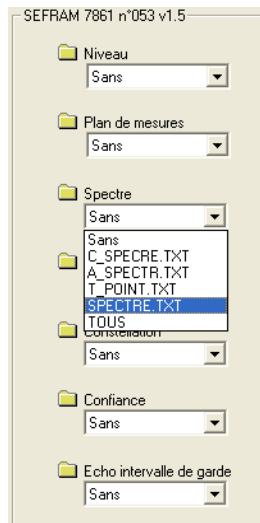 SEFRAM 7861 n°053 v1.5
Niveau
Sans
Plan de mesures
Sans
Spectre
Sans
Sans
C_SPECRE.TXT
A_SPECTR.TXT
T_POINT.TXT
SPECTRE.TXT
TOUS
Constellation
Sans
Confiance
Sans
Echo intervalle de garde
Sans